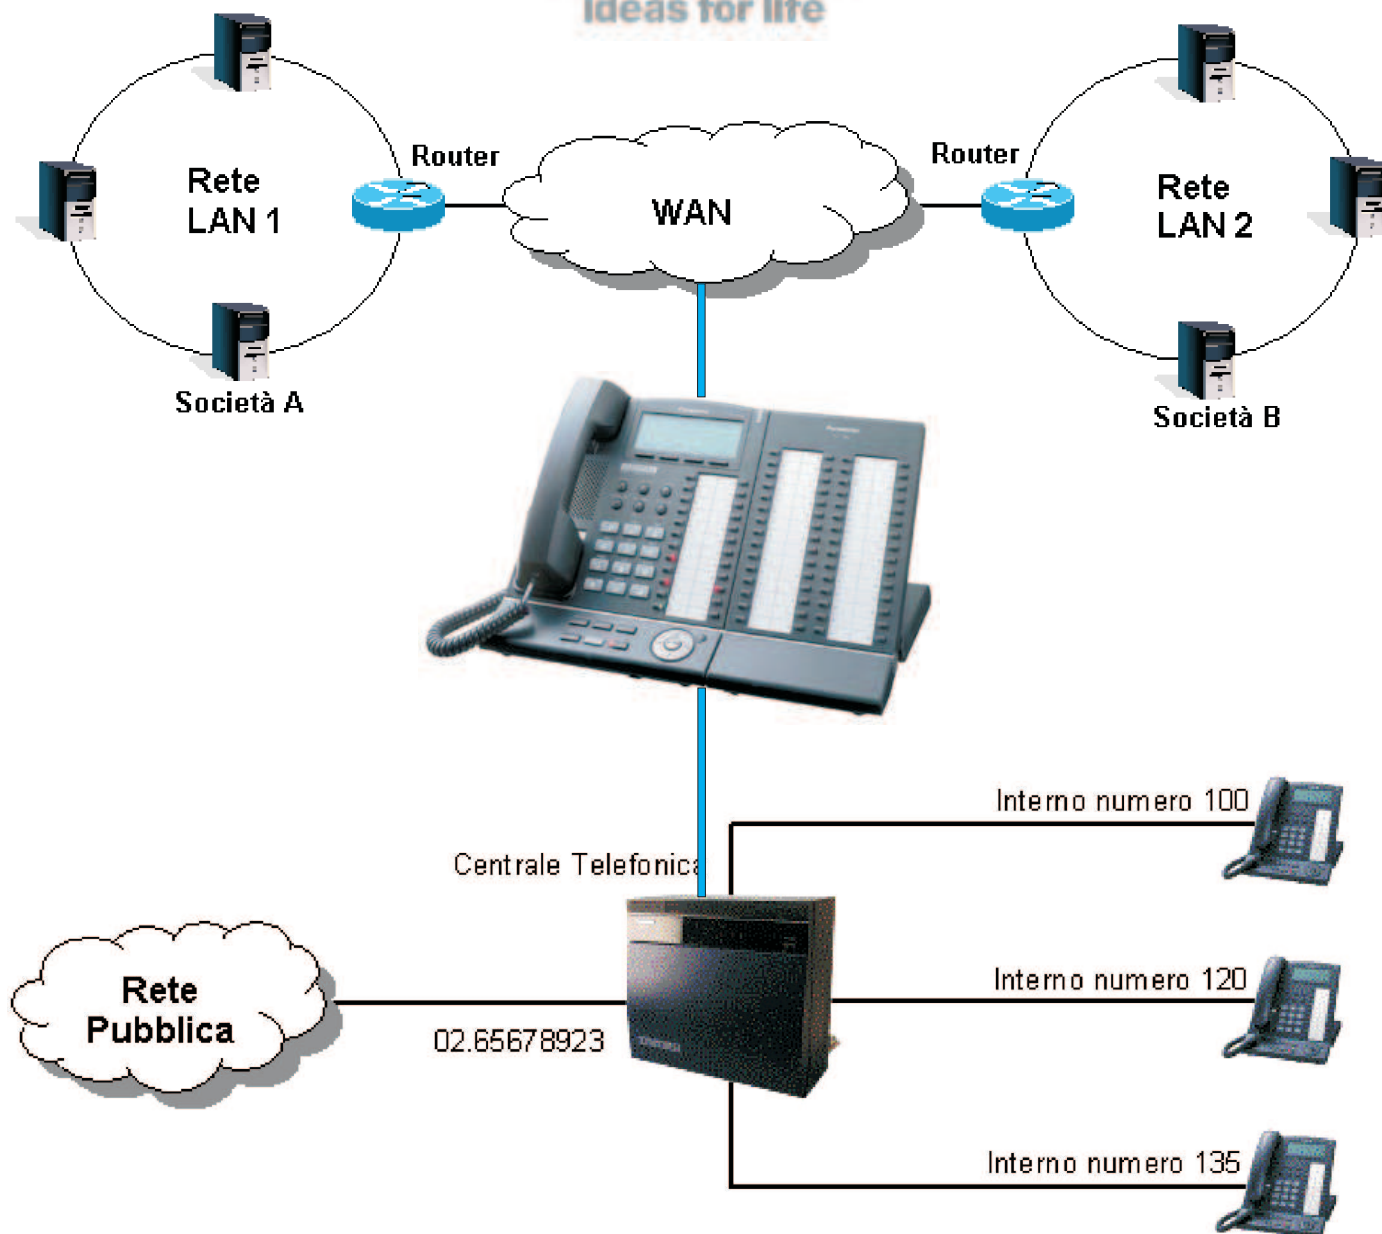 ideas for life
Router
Router
Rete
LAN 1
WAN
Rete
LAN 2
Società A
Società B
Interno numero 100
Centrale Telefonica
Interno numero 120
Rete
Pubblica
02.65678923
Interno numero 135